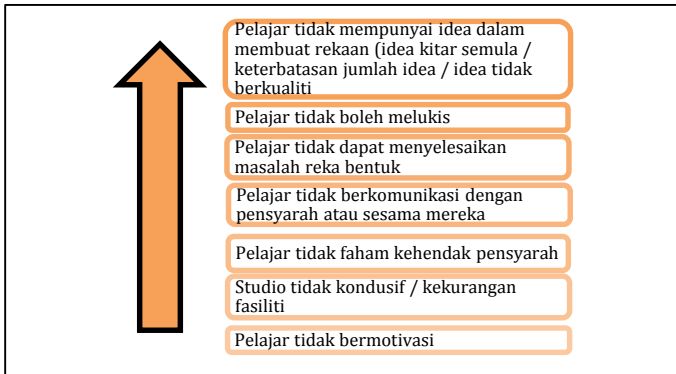 Pelajar tidak mempunyai idea dalam
membuat rekaan (idea kitar semula /
keterbatasan jumlah idea / idea tidak
berkualiti
Pelajar tidak boleh melukis
Pelajar tidak dapat menyelesaikan
masalah reka bentuk
Pelajar tidak berkomunikasi dengan
pensyarah atau sesama mereka
Pelajar tidak faham kehendak pensyarah
Studio tidak kondusif / kekurangan
fasiliti
Pelajar tidak bermotivasi